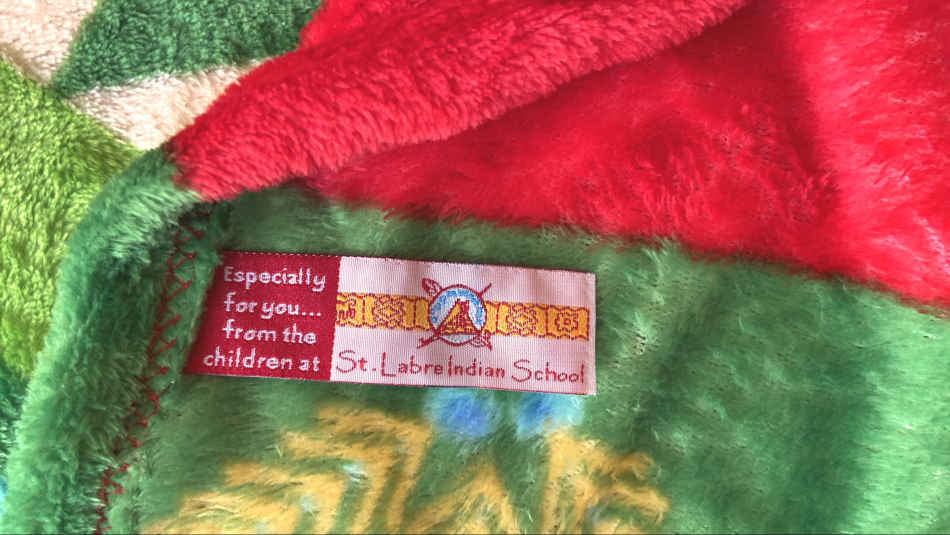 Especially
for you...
from the
children at
St. Labre Indian School